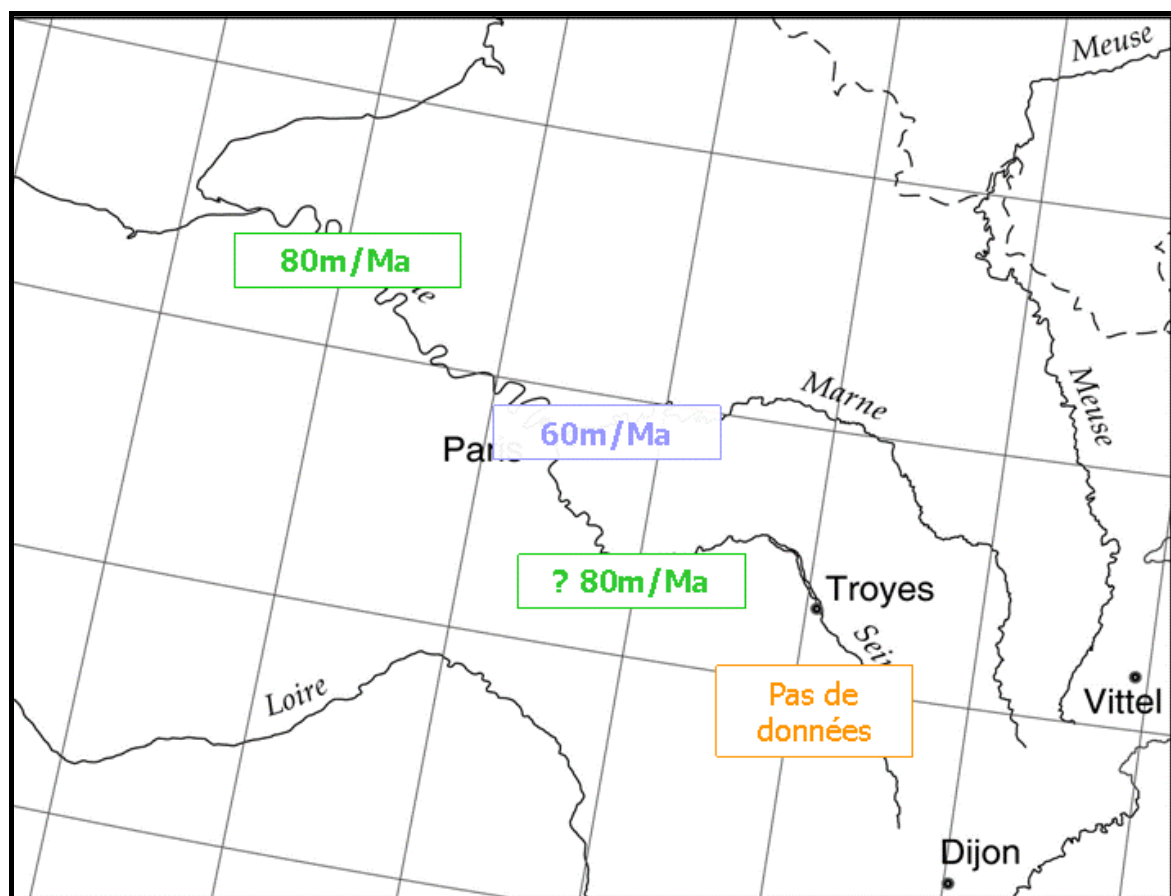 Meuse
80m/Ma
Meuse
Marne
60m/Ma
Paris
? 80m/Ma
Troyes
Loire
Pas de
données
Vittel
Dijon